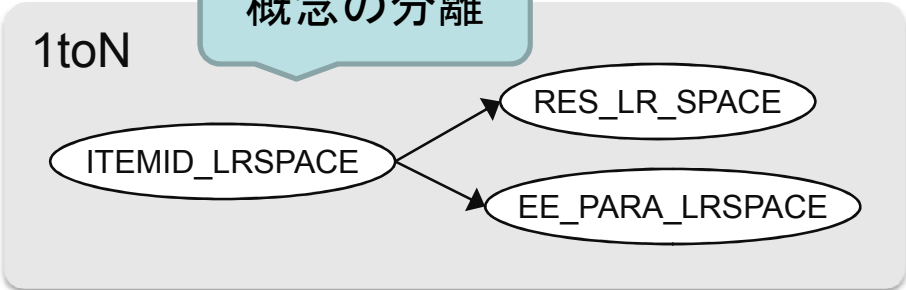 概念の分離
1toN
RES_LR_SPACE
ITEMID_LRSPACE
EE_PARA_LRSPACE